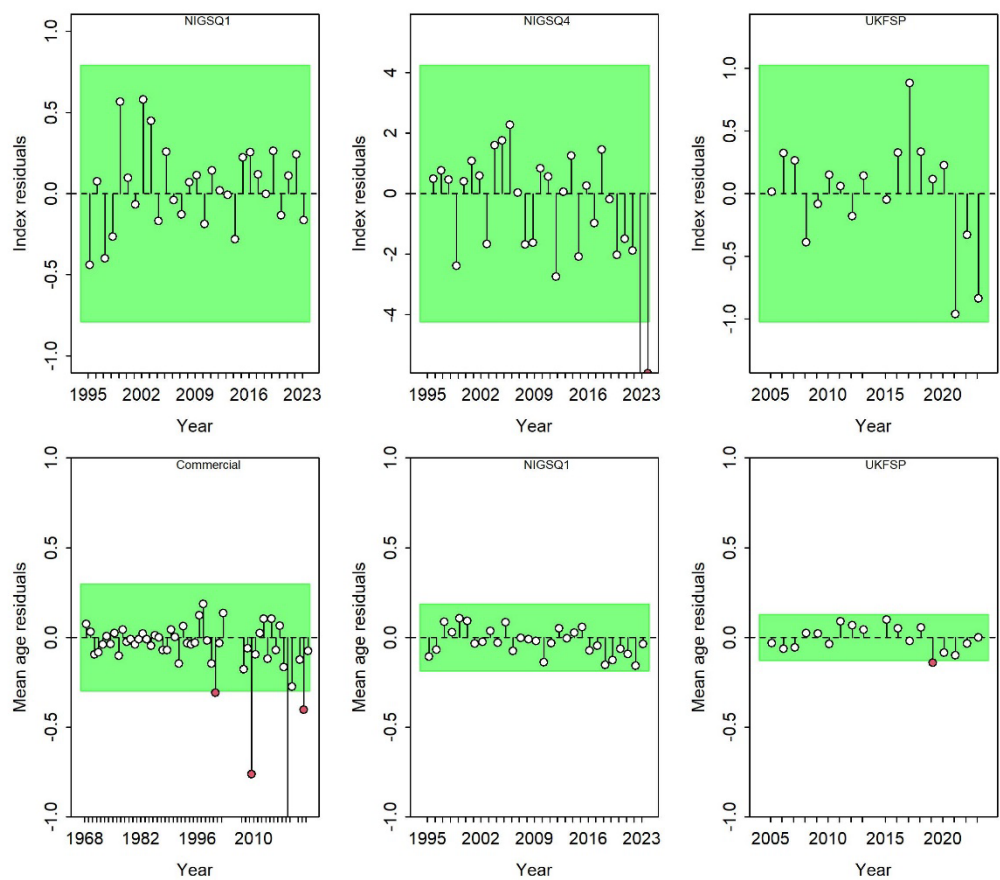 NIGSQ1
Index residuals
1.0
0.5
0.0
-0.5
-1.0
1995 2002 2009 2016 2023
Year
NIGSQ4
Index residuals
4
2
0
-2
-4
1995 2002 2009 2016 2023
Year
UKFSP
Index residuals
1.0
0.5
0.0
-0.5
-1.0
2005 2010 2015 2020
Year
Commercial
Mean age residuals
1.0
0.5
0.0
-0.5
-1.0
1968 1982 1996 2010
Year
NIGSQ1
Mean age residuals
1.0
0.5
0.0
-0.5
-1.0
1995 2002 2009 2016 2023
Year
UKFSP
Mean age residuals
1.0
0.5
0.0
-0.5
-1.0
2005 2010 2015 2020
Year